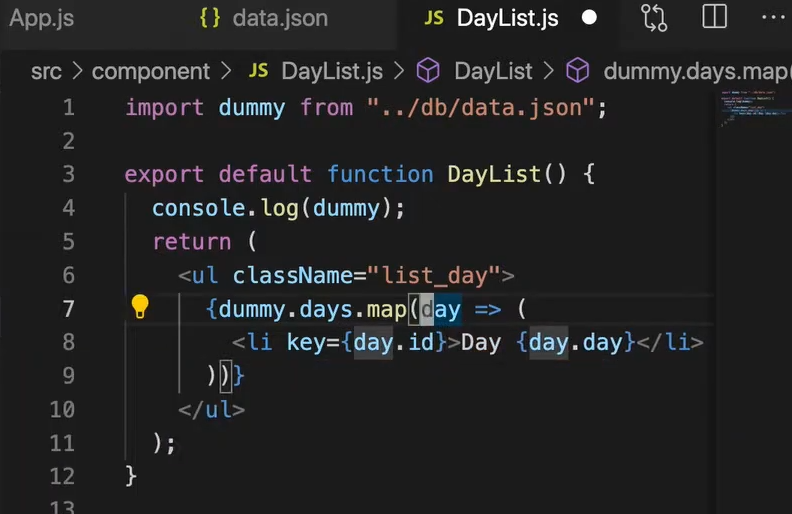 App.js {} data.json JS DayList.js ● ...
src > component > JS DayList.js > DayList > dummy.days.map(
1 import dummy from "../db/data.json";
2
3 export default function DayList() {
4 console.log(dummy);
5 return (
6 <ul className="list_day">
7 {dummy.days.map(day => (
8 <li key={day.id}>Day {day.day}</li>
9 ))}
10 </ul>
11 );
12 }
13